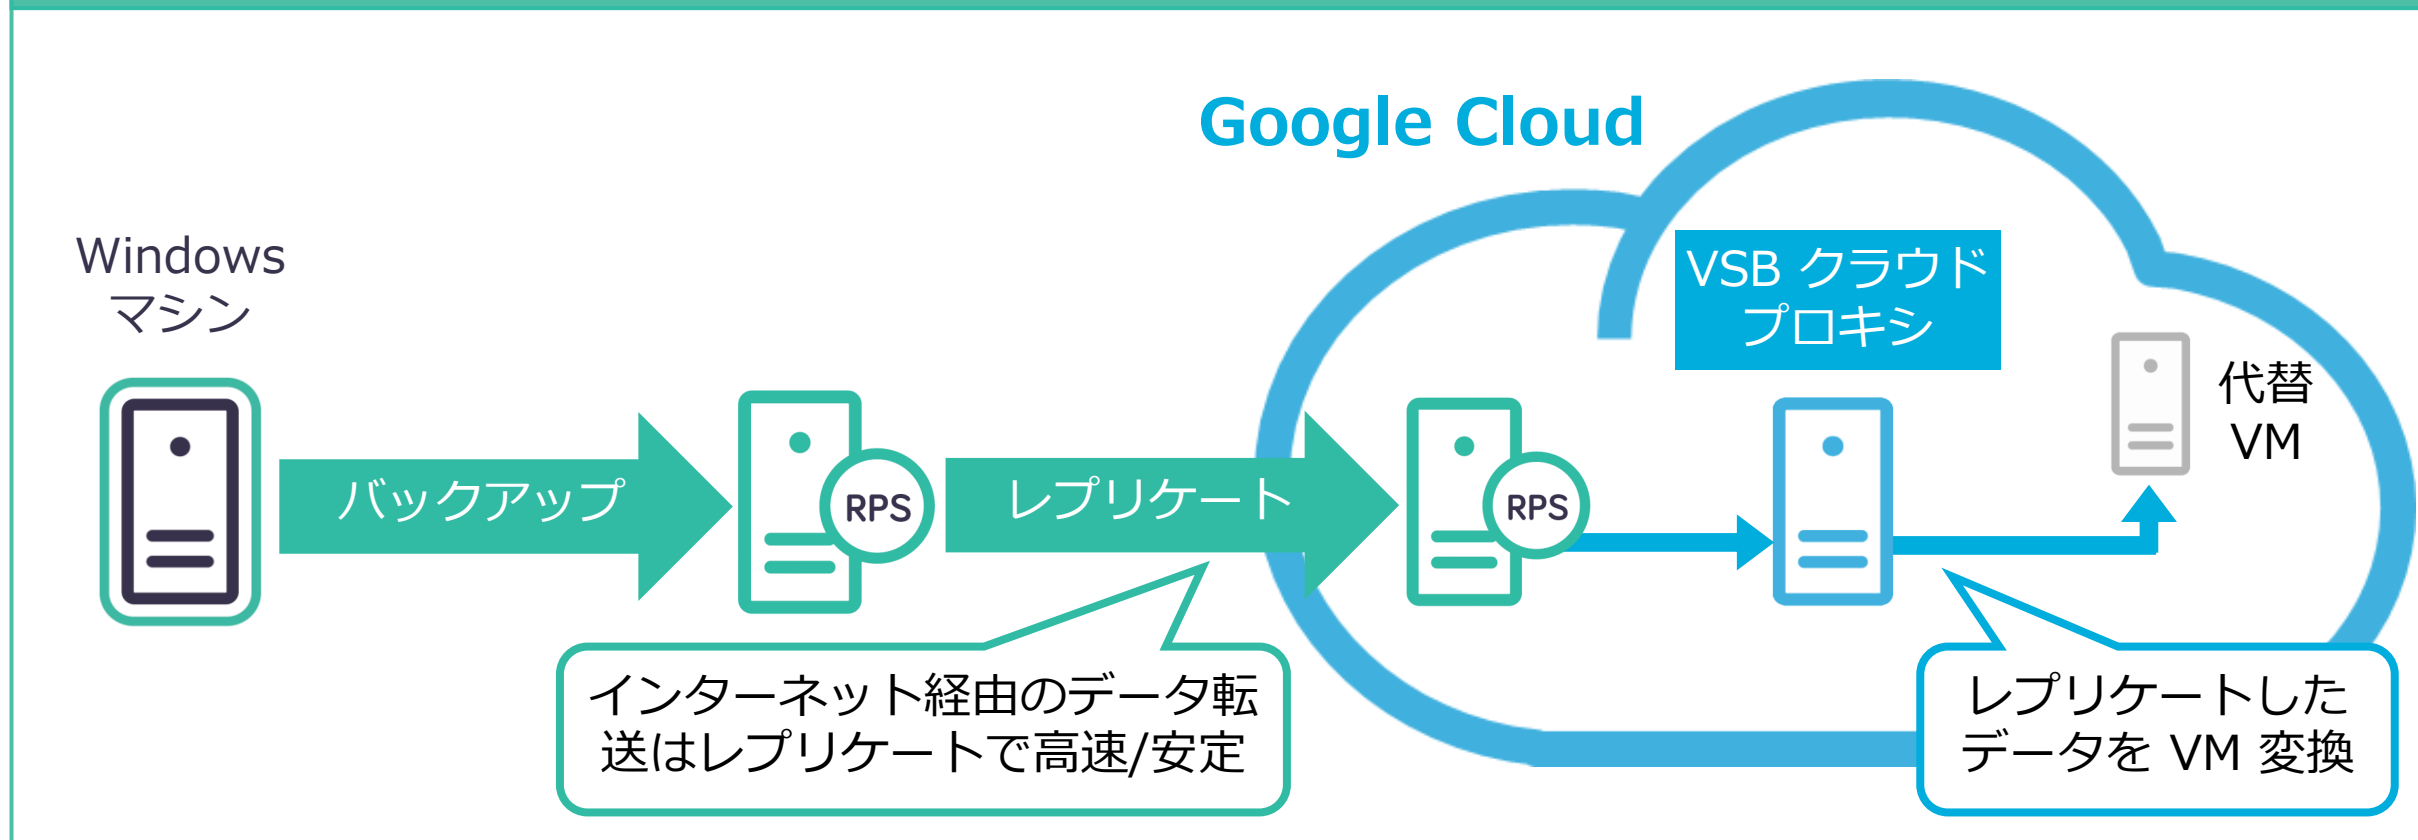 Google Cloud
Windows
マシン
VSB クラウド
プロキシ
代替
VM
バックアップ
RPS
レプリケート
RPS
インターネット経由のデータ転
送はレプリケートで高速/安定
レプリケートした
データを VM 変換